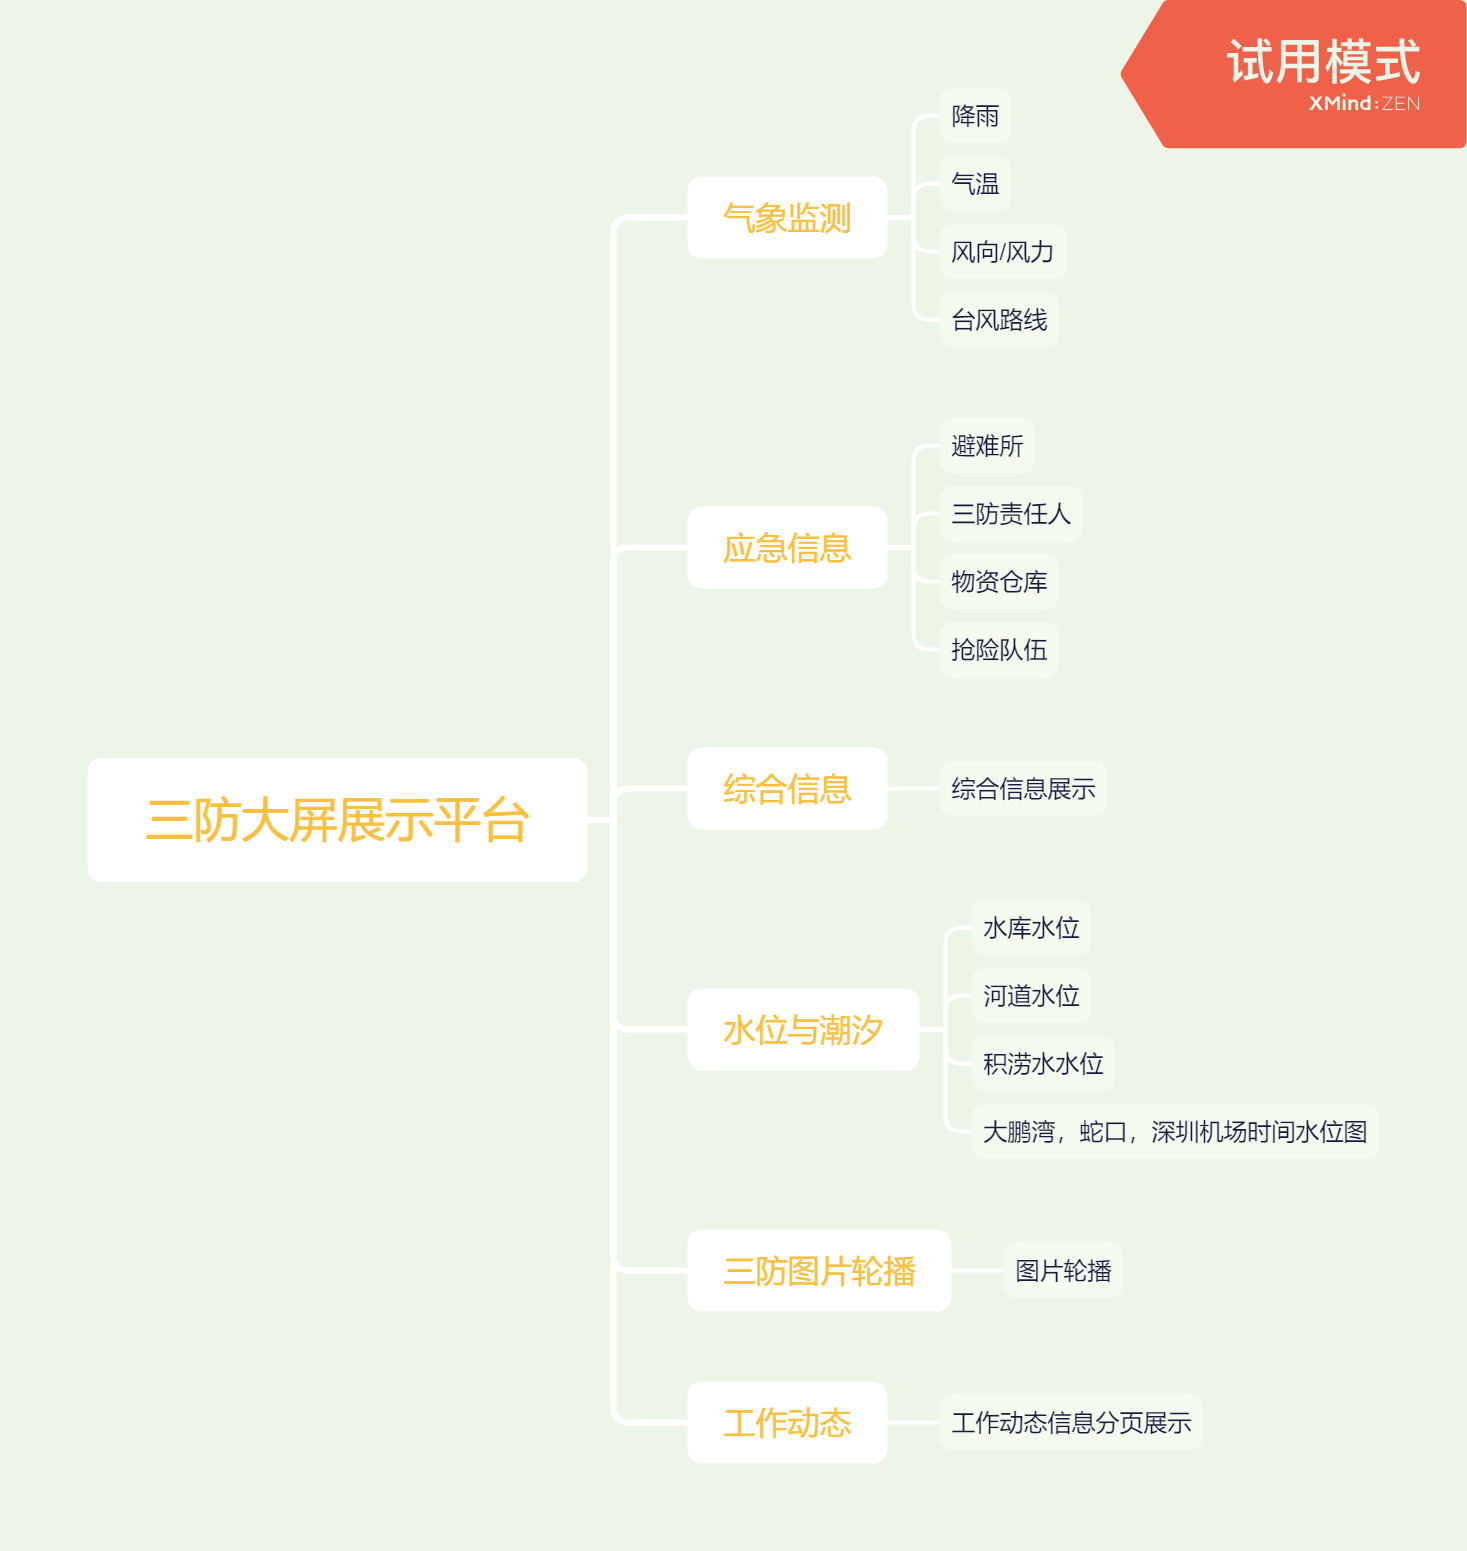 试用模式
XMind:ZEN
三防大屏展示平台
气象监测
降雨
气温
风向/风力
台风路线
应急信息
避难所
三防责任人
物资仓库
抢险队伍
综合信息
综合信息展示
水位与潮汐
水库水位
河道水位
积涝水水位
大鹏湾，蛇口，深圳机场时间水位图
三防图片轮播
图片轮播
工作动态
工作动态信息分页展示